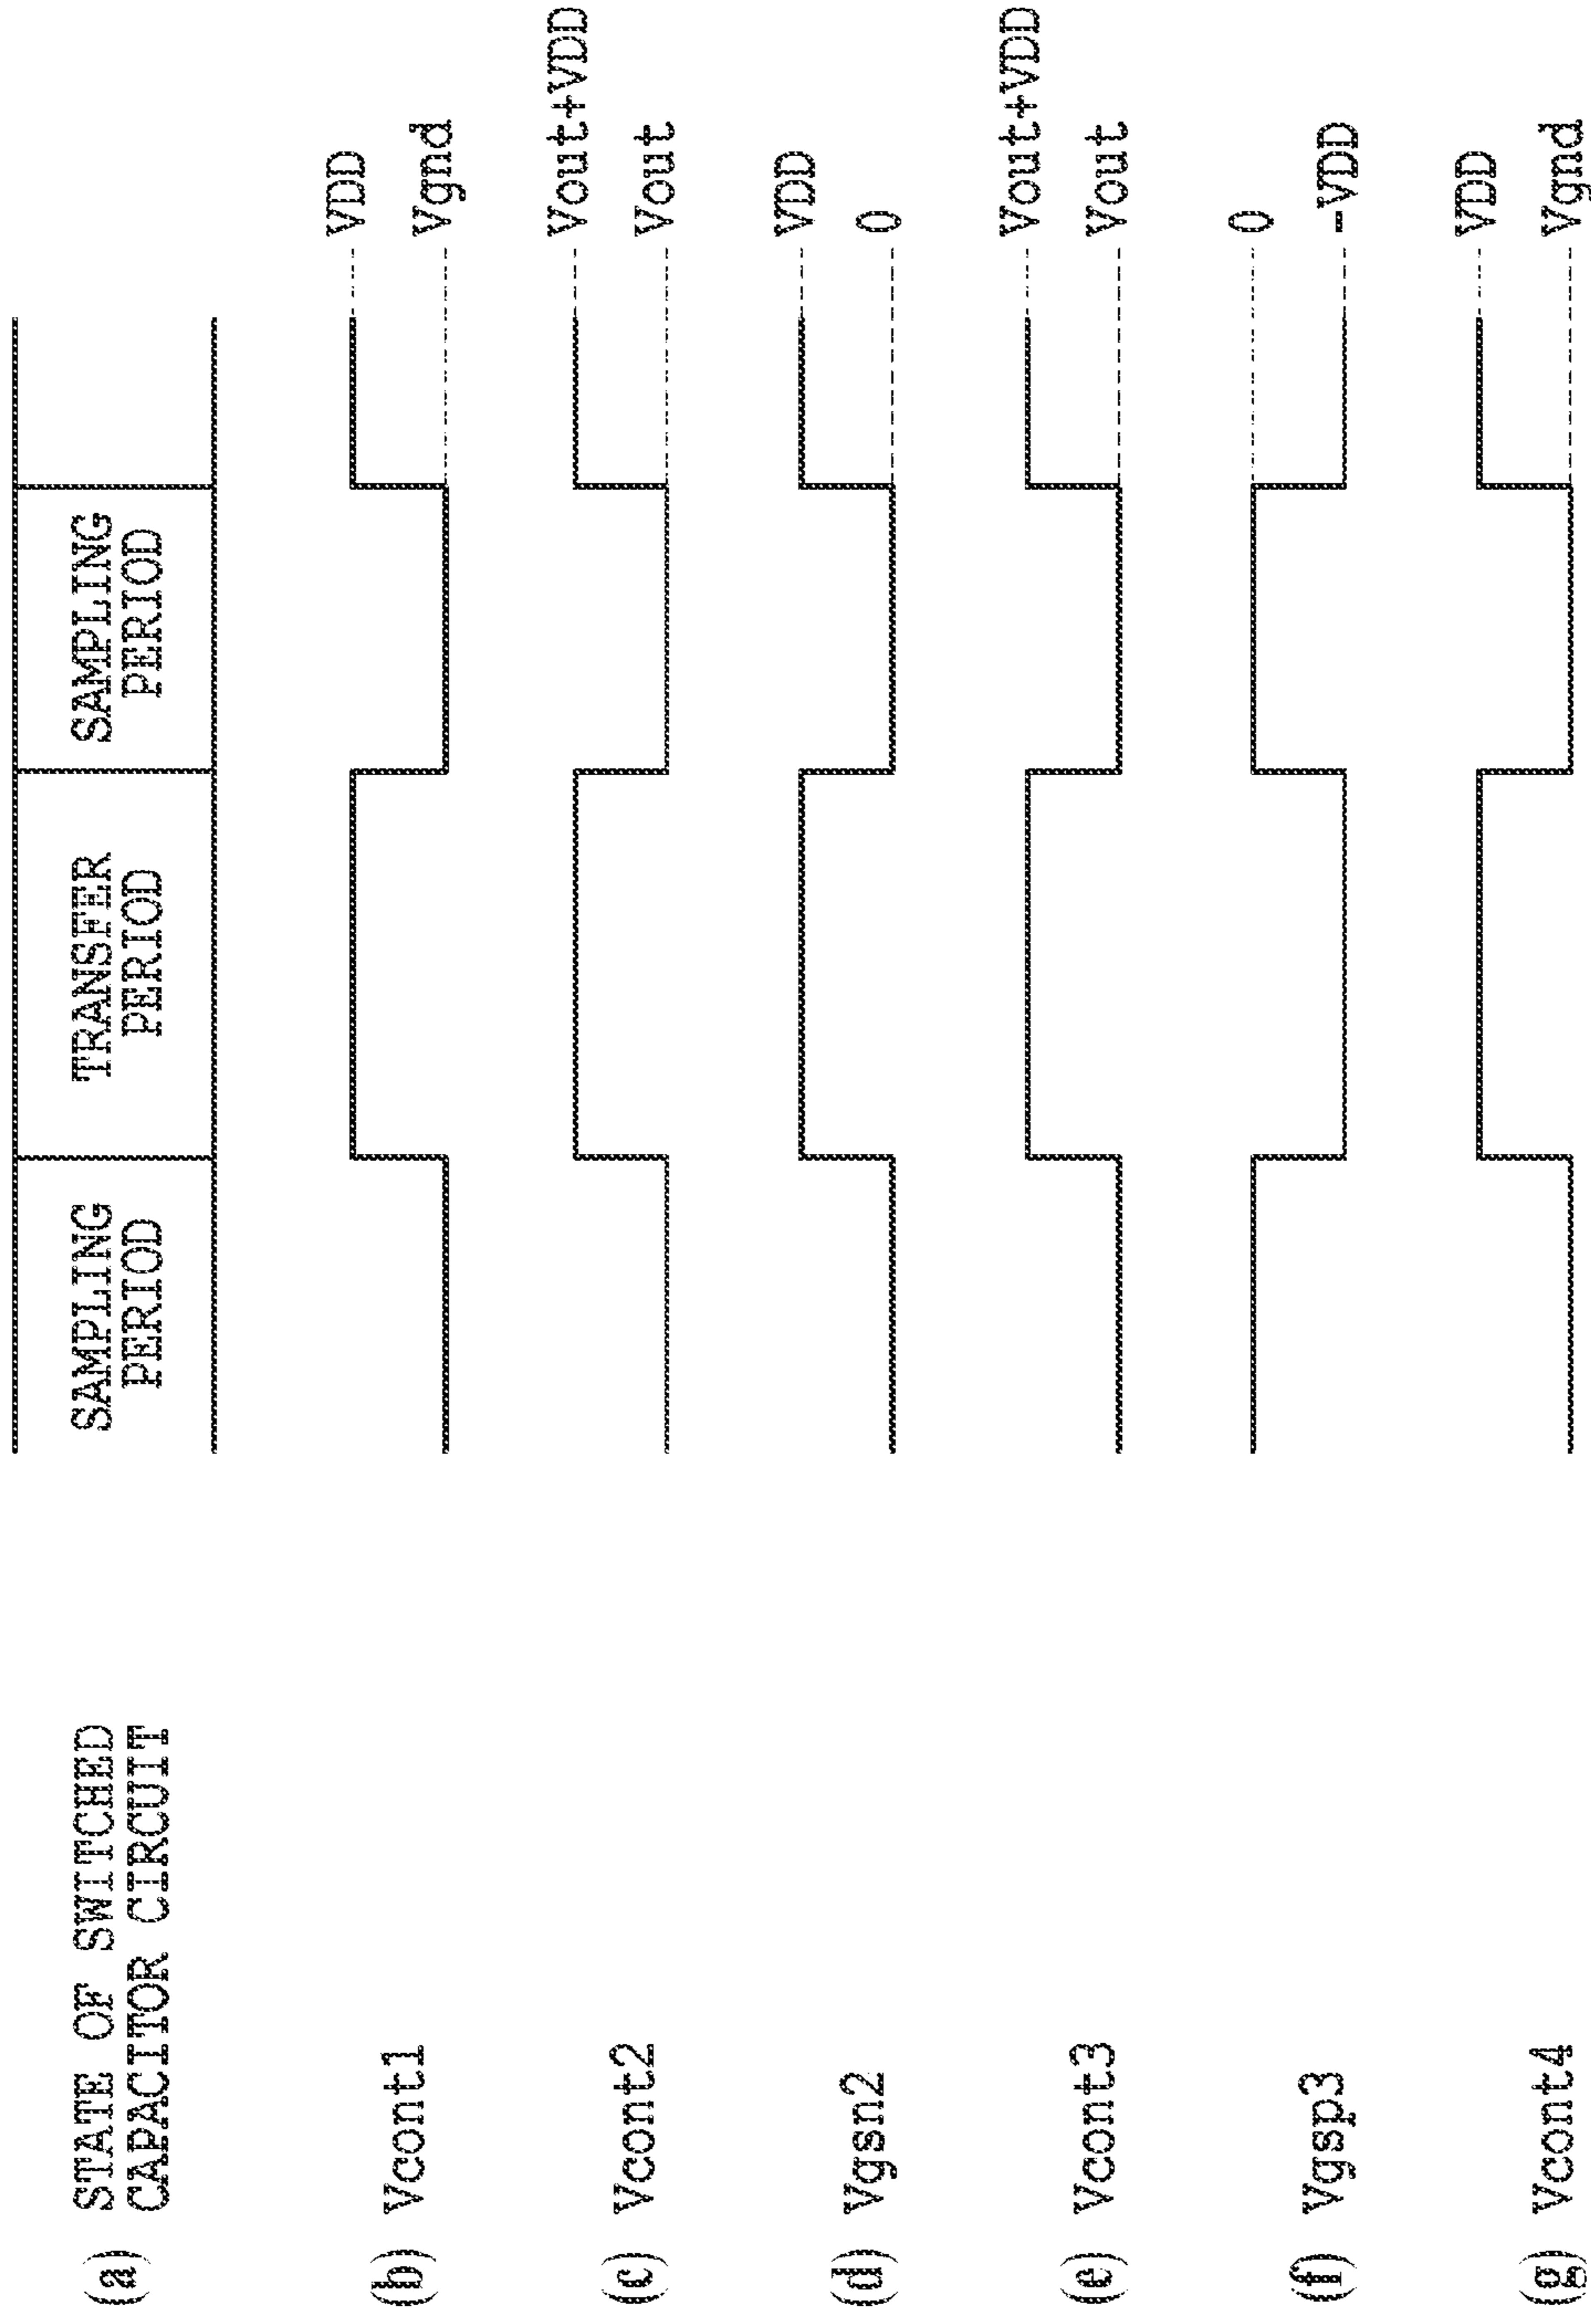 (a) STATE OF SWITCHED
CAPACITOR CIRCUIT
SAMPLING
PERIOD
TRANSFER
PERIOD
SAMPLING
PERIOD
(b) Vcont1
VDD
Vgnd
(c) Vcont2
Vout+VDD
Vout
(d) Vgsn2
VDD
0
(e) Vcont3
Vout+VDD
Vout
(f) Vgsp3
0
-VDD
(g) Vcont4
VDD
Vgnd